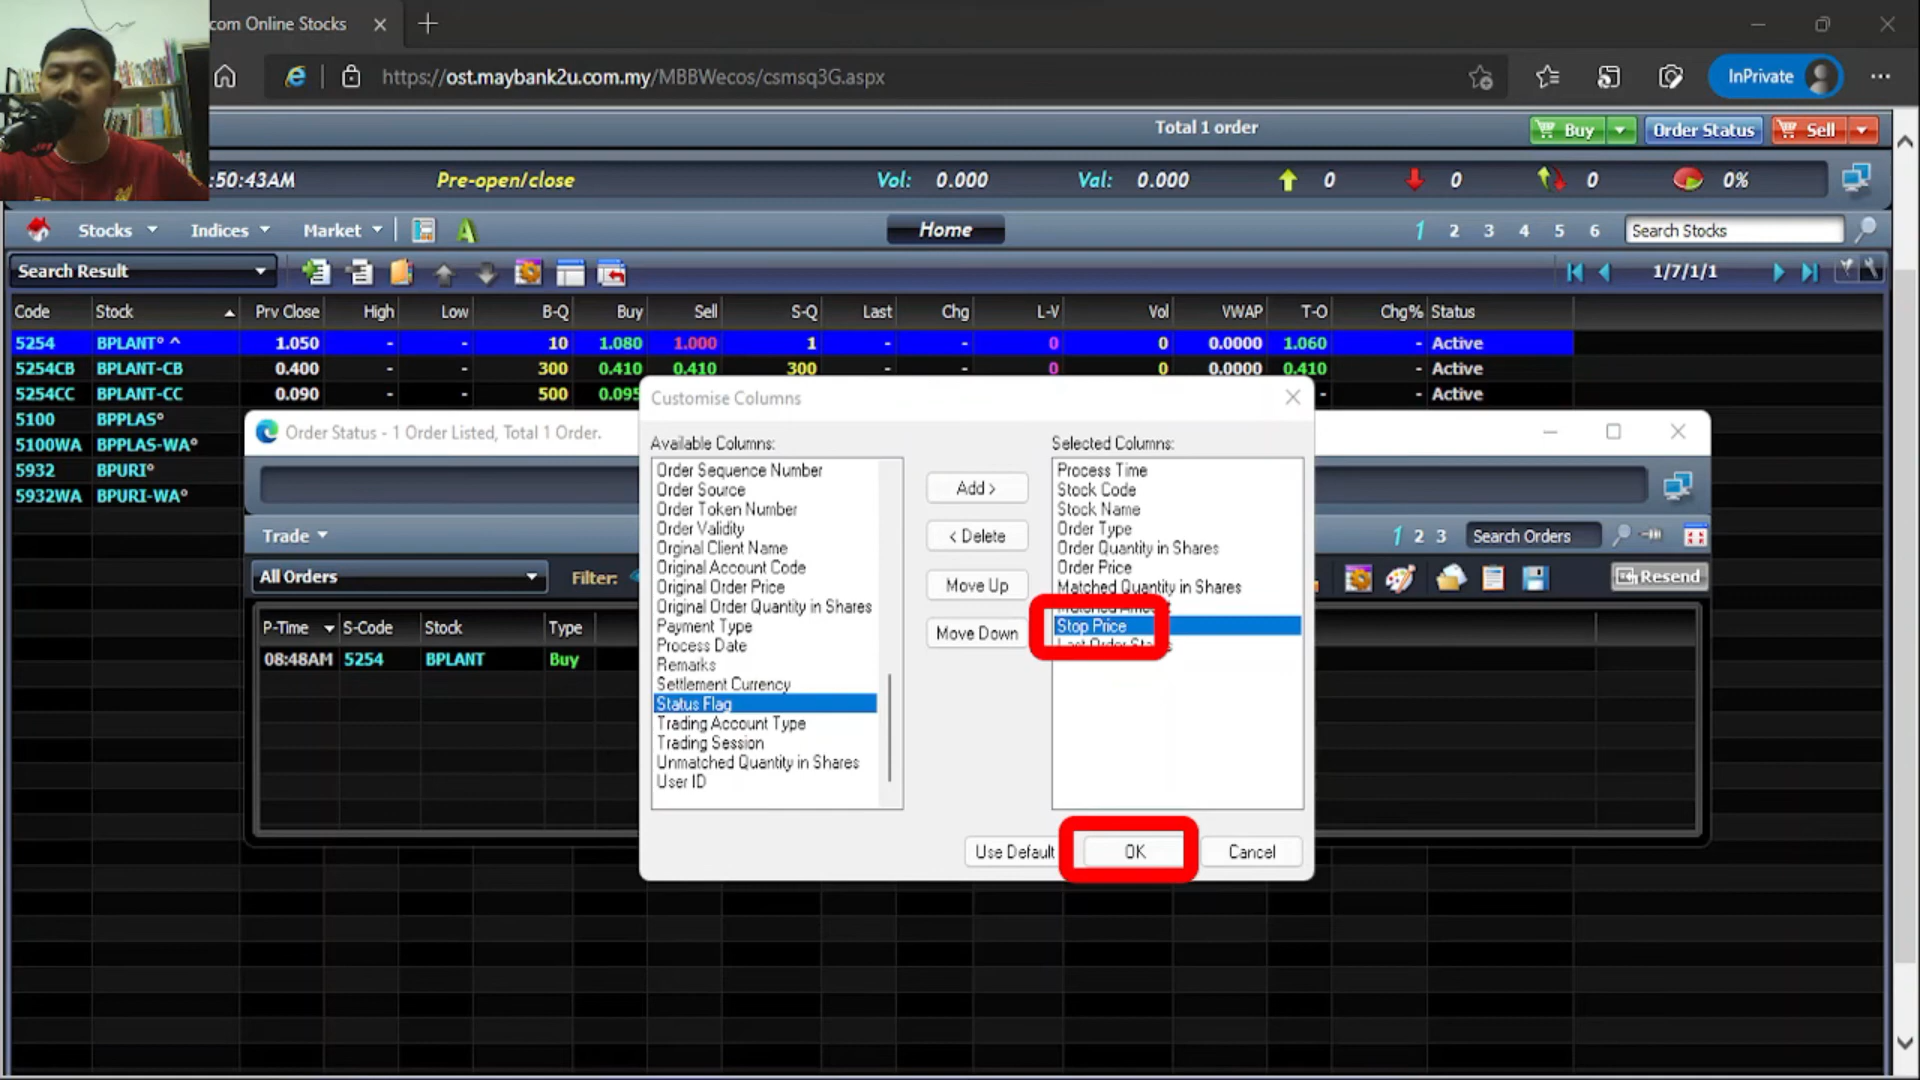 com Online Stocks
https://ost.maybank2u.com.my/MBBWecos/csmsq3G.aspx
InPrivate
Total 1 order
Buy
Order Status
Sell
:50:43AM
Pre-open/close
Vol: 0.000
Val: 0.000
0
0
0
0%
Stocks
Indices
Market
A
Home
1 2 3 4 5 6
Search Stocks
Search Result
1/7/1/1
Code Stock Prv Close High Low B-Q Buy Sell S-Q Last Chg L-V Vol VWAP T-O Chg% Status
5254 BPLANT° ^ 1.050 - - 10 1.080 1.000 1 - - 0 0 0.0000 1.060 - Active
5254CB BPLANT-CB 0.400 - - 300 0.410 0.410 300 - - 0 0 0.0000 0.410 - Active
5254CC BPLANT-CC 0.090 - - 500 0.095 - - Active
5100 BPPLAS°
5100WA BPPLAS-WA°
5932 BPURI°
5932WA BPURI-WA°
Order Status - 1 Order Listed, Total 1 Order.
Trade
1 2 3
Search Orders
All Orders
Filter:
Resend
P-Time S-Code Stock Type
08:48AM 5254 BPLANT Buy
Customise Columns
Available Columns:
Order Sequence Number
Order Source
Order Token Number
Order Validity
Orginal Client Name
Original Account Code
Original Order Price
Original Order Quantity in Shares
Payment Type
Process Date
Remarks
Settlement Currency
Status Flag
Trading Account Type
Trading Session
Unmatched Quantity in Shares
User ID
Add >
< Delete
Move Up
Move Down
Selected Columns:
Process Time
Stock Code
Stock Name
Order Type
Order Quantity in Shares
Order Price
Matched Quantity in Shares
Stop Price
Use Default
OK
Cancel